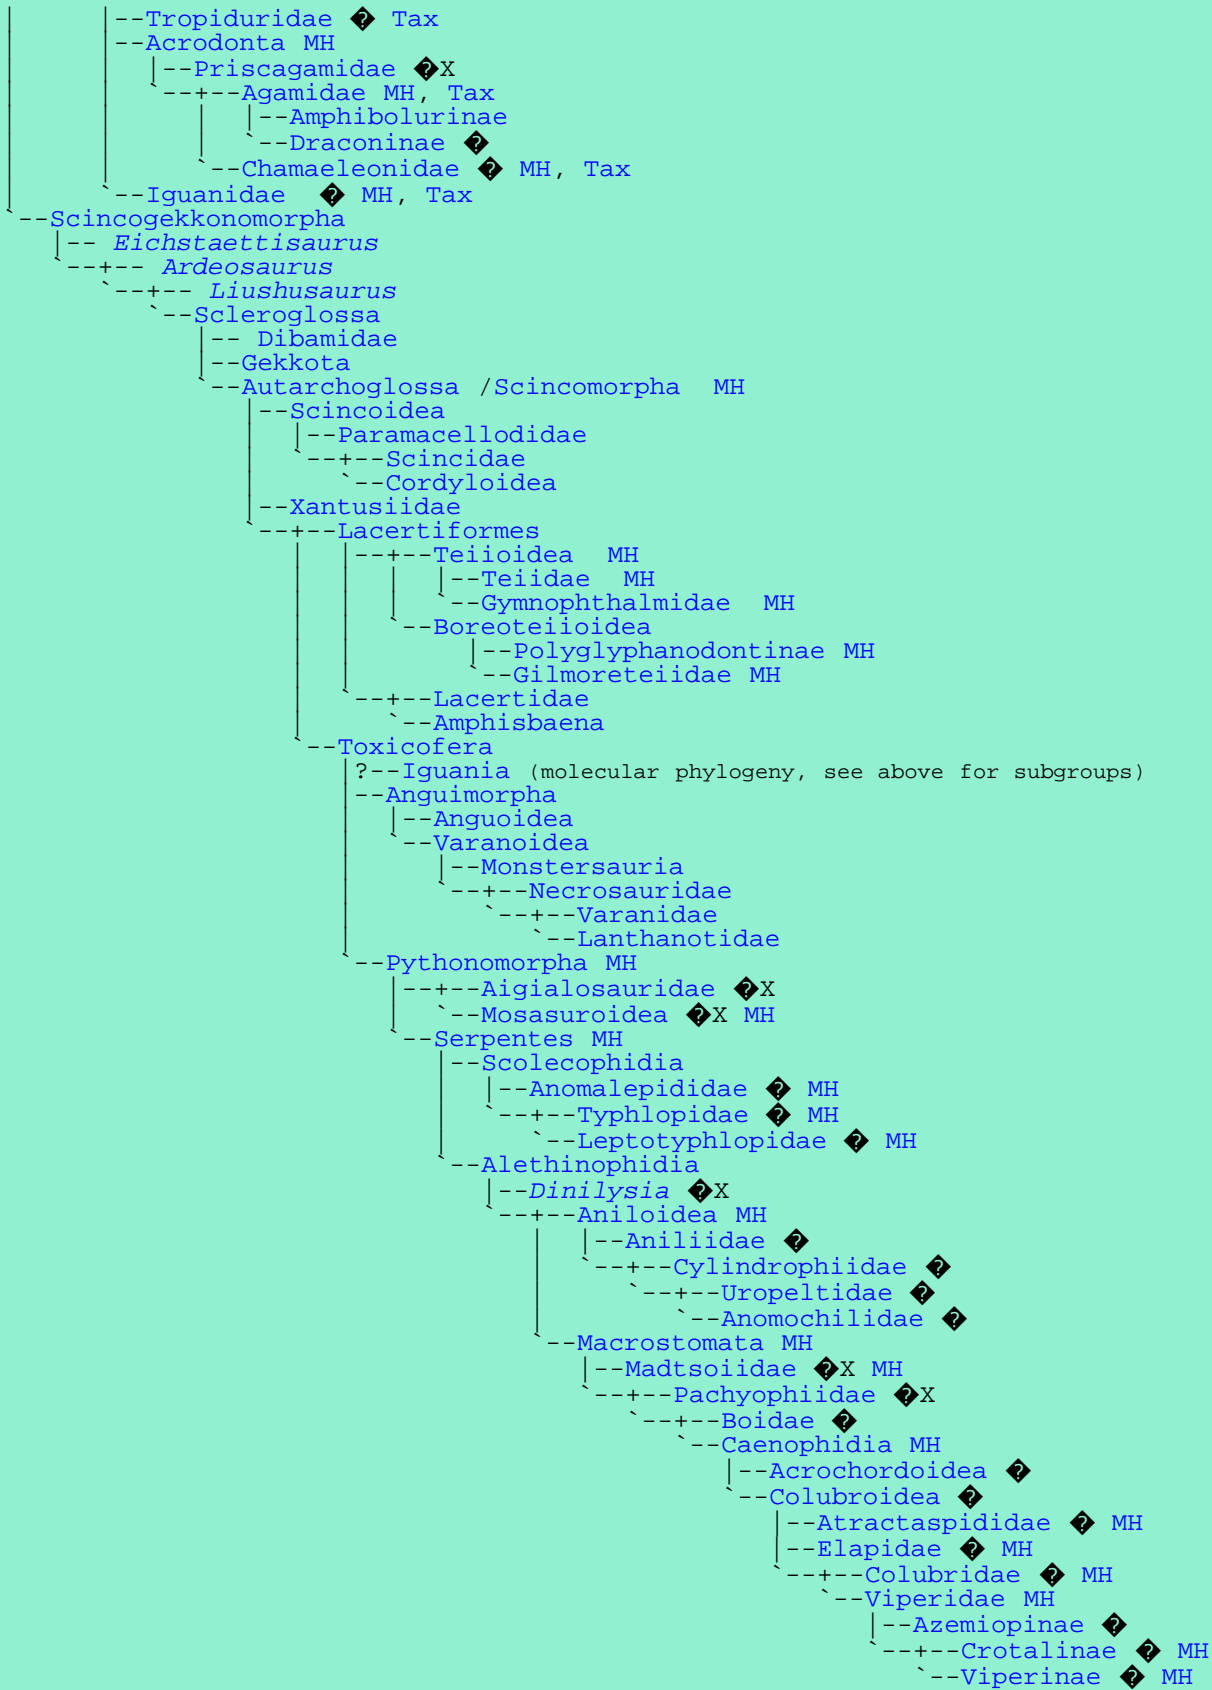 |     |--Tropiduridae � Tax
|     |--Acrodonta MH
|     |  |--Priscagamidae �X
|     |  `--+--Agamidae MH, Tax
|     |     |  |--Amphibolurinae
|     |     |  `--Draconinae �
|     |     `--Chamaeleonidae � MH, Tax
|     `--Iguanidae  � MH, Tax
`--Scincogekkonomorpha
   |-- Eichstaettisaurus
   `--+-- Ardeosaurus
      `--+-- Liushusaurus
         `--Scleroglossa
            |-- Dibamidae
            |--Gekkota
            `--Autarchoglossa /Scincomorpha  MH
               |--Scincoidea
               |  |--Paramacellodidae
               |  `--+--Scincidae
               |     `--Cordyloidea
               |--Xantusiidae
               `--+--Lacertiformes
                  |  |--+--Teiioidea  MH
                  |  |  |  |--Teiidae  MH
                  |  |  |  `--Gymnophthalmidae  MH
                  |  |  `--Boreoteiioidea
                  |  |       |--Polyglyphanodontinae MH
                  |  |       `--Gilmoreteiidae MH
                  |  `--+--Lacertidae
                  |     `--Amphisbaena
                  `--Toxicofera
                     |?--Iguania (molecular phylogeny, see above for subgroups)
                     |--Anguimorpha
                     |  |--Anguoidea
                     |  `--Varanoidea
                     |     |--Monstersauria
                     |     `--+--Necrosauridae
                     |        `--+--Varanidae
                     |           `--Lanthanotidae
                     `--Pythonomorpha MH
                        |--+--Aigialosauridae �X
                        |  `--Mosasuroidea �X MH
                        `--Serpentes MH
                           |--Scolecophidia
                           |  |--Anomalepididae � MH
                           |  `--+--Typhlopidae � MH
                           |     `--Leptotyphlopidae � MH
                           `--Alethinophidia
                              |--Dinilysia �X
                              `--+--Aniloidea MH
                                 |  |--Aniliidae �
                                 |  `--+--Cylindrophiidae �
                                 |     `--+--Uropeltidae �
                                 |        `--Anomochilidae �
                                 `--Macrostomata MH
                                    |--Madtsoiidae �X MH
                                    `--+--Pachyophiidae �X
                                       `--+--Boidae �
                                          `--Caenophidia MH
                                             |--Acrochordoidea �
                                             `--Colubroidea �
                                                |--Atractaspididae � MH
                                                |--Elapidae � MH
                                                `--+--Colubridae � MH
                                                   `--Viperidae MH
                                                      |--Azemiopinae �
                                                      `--+--Crotalinae � MH
                                                         `--Viperinae � MH